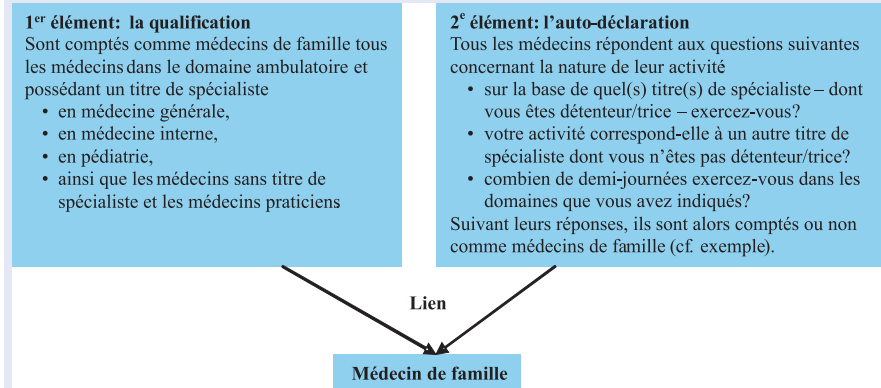 1er élément: la qualification
Sont comptés comme médecins de famille tous
les médecins dans le domaine ambulatoire et
possédant un titre de spécialiste
• en médecine générale,
• en médecine interne,
• en pédiatrie,
• ainsi que les médecins sans titre de
spécialiste et les médecins praticiens
2e élément: l’auto-déclaration
Tous les médecins répondent aux questions suivantes
concernant la nature de leur activité
• sur la base de quel(s) titre(s) de spécialiste – dont
vous êtes détenteur/trice – exercez-vous?
• votre activité correspond-elle à un autre titre de
spécialiste dont vous n’êtes pas détenteur/trice?
• combien de demi-journées exercez-vous dans les
domaines que vous avez indiqués?
Suivant leurs réponses, ils sont alors comptés ou non
comme médecins de famille (cf. exemple).
Lien
Médecin de famille